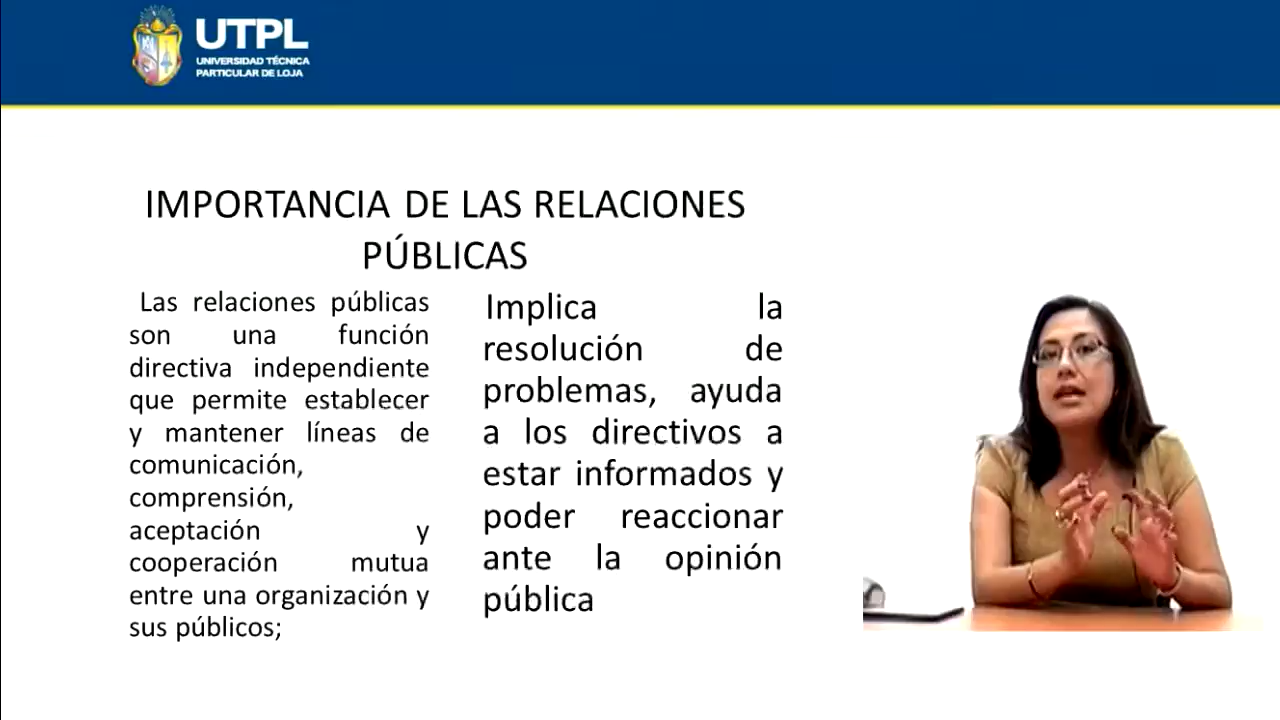 UTPL
UNIVERSIDAD TÉCNICA
PARTICULAR DE LOJA
IMPORTANCIA DE LAS RELACIONES
PÚBLICAS
Las relaciones públicas
son una función
directiva independiente
que permite establecer
y mantener líneas de
comunicación,
comprensión,
aceptación y
cooperación mutua
entre una organización y
sus públicos;
Implica la
resolución de
problemas, ayuda
a los directivos a
estar informados y
poder reaccionar
ante la opinión
pública